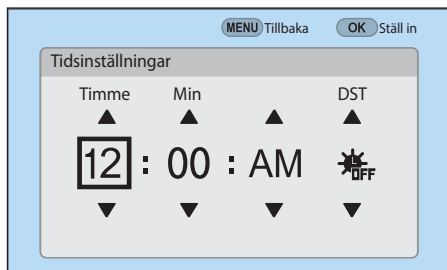 MENU Tillbaka OK Ställ in
Tidsinställningar
Timme Min DST
12 : 00 : AM OFF